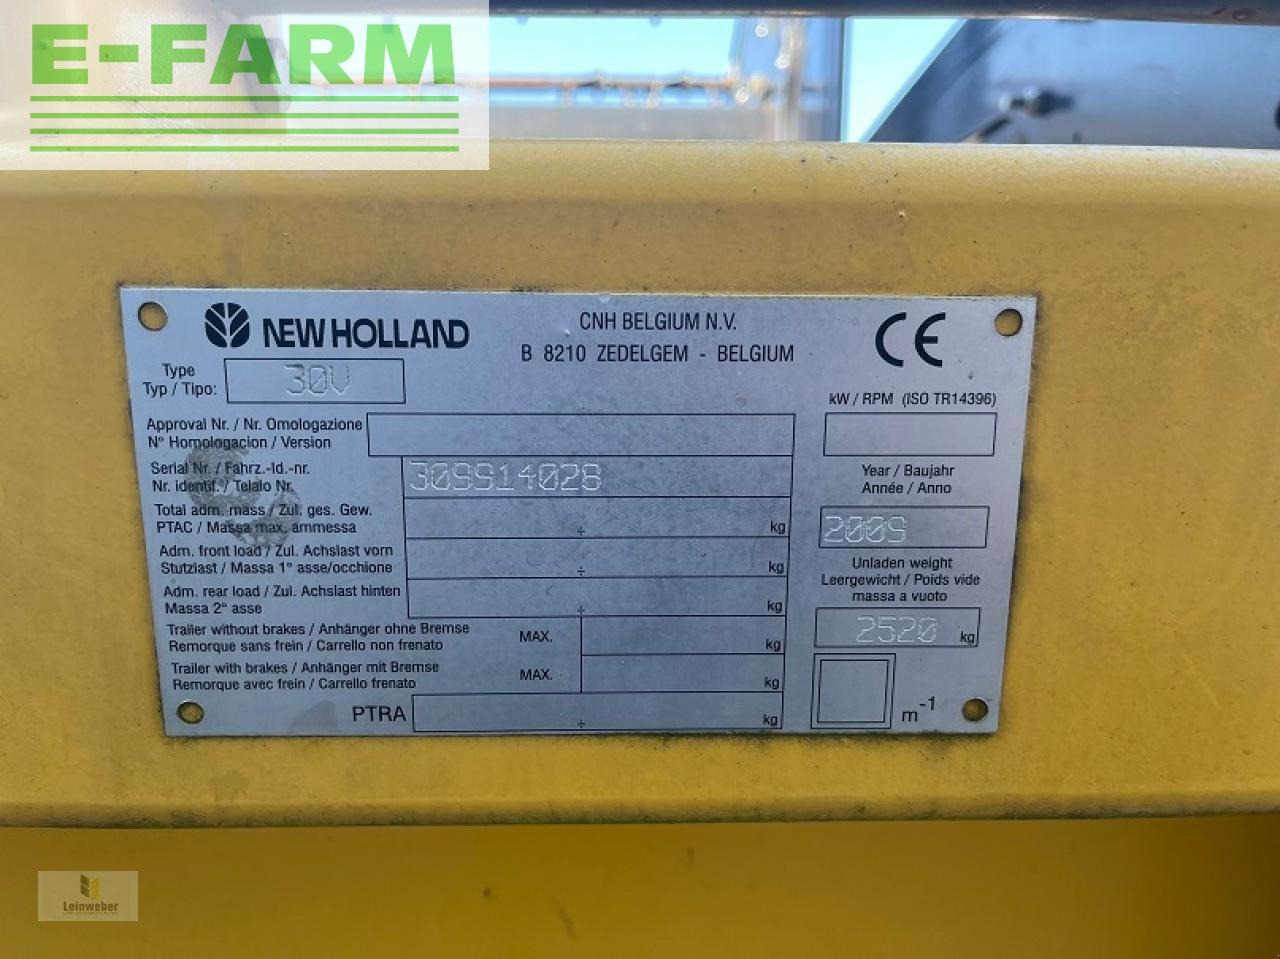 E-FARM
NEW HOLLAND
CNH BELGIUM N.V.
B 8210 ZEDELGEM - BELGIUM
CE
Type
Typ / Tipo:
30V
kW / RPM (ISO TR14396)
Approval Nr. / Nr. Omologazione
N° Homologacion / Version
Serial Nr. / Fahrz.-Id.-nr.
Nr. identif. / Telaio Nr.
309914028
Year / Baujahr
Année / Anno
2009
Total adm. mass / Zul. ges. Gew.
PTAC / Massa max. ammessa
÷ kg
Adm. front load / Zul. Achslast vorn
Stutzlast / Massa 1° asse/occhione
÷ kg
Unladen weight
Leergewicht / Poids vide
massa a vuoto
2520 kg
Adm. rear load / Zul. Achslast hinten
Massa 2° asse
÷ kg
Trailer without brakes / Anhänger ohne Bremse
Remorque sans frein / Carrello non frenato
MAX. kg
Trailer with brakes / Anhänger mit Bremse
Remorque avec frein / Carrello frenato
MAX. kg
PTRA ÷ kg
m-1
Leinweber